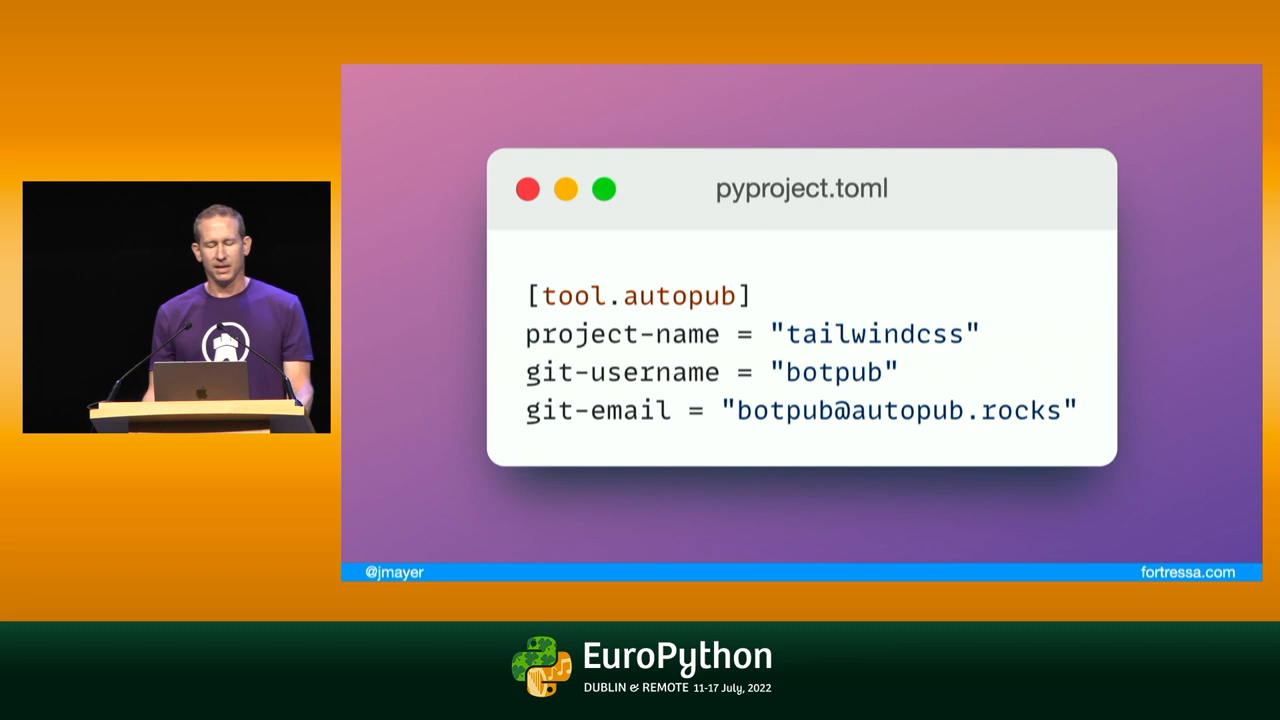 pyproject.toml
[tool.autopub]
project-name = "tailwindcss"
git-username = "botpub"
git-email = "botpub@autopub.rocks"
@jmayer
fortressa.com
EuroPython
DUBLIN & REMOTE 11-17 July, 2022